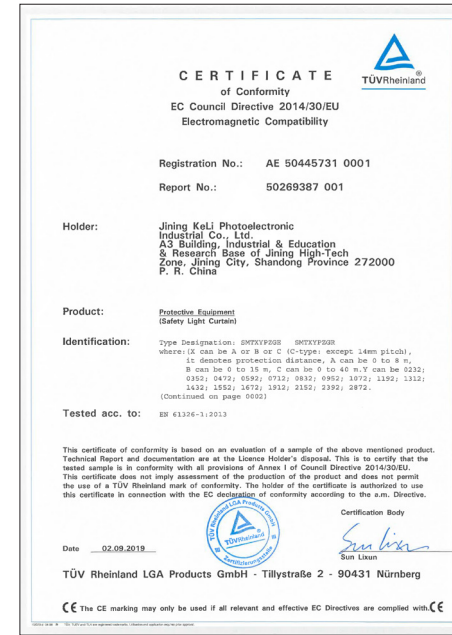 TÜVRheinland®
CERTIFICATE
of Conformity
EC Council Directive 2014/30/EU
Electromagnetic Compatibility
Registration No.: AE 50445731 0001
Report No.: 50269387 001
Holder: Jining KeLi Photoelectronic
Industrial Co., Ltd.
A3 Building, Industrial & Education
& Research Base of Jining High-Tech
Zone, Jining City, Shandong Province 272000
P. R. China
Product: Protective Equipment
(Safety Light Curtain)
Identification: Type Designation: SMTXYPZGH SMTXYPZGR
where:(X can be A or B or C (C-type: except 14mm pitch),
it denotes protection distance, A can be 0 to 8 m,
B can be 0 to 15 m, C can be 0 to 40 m.Y can be 0232;
0352; 0472; 0592; 0712; 0832; 0952; 1072; 1192; 1312;
1432; 1552; 1672; 1912; 2152; 2392; 2872.
(Continued on page 0002)
Tested acc. to: EN 61326-1:2013
This certificate of conformity is based on an evaluation of a sample of the above mentioned product.
Technical Report and documentation are at the Licence Holder's disposal. This is to certify that the
tested sample is in conformity with all provisions of Annex I of Council Directive 2014/30/EU.
This certificate does not imply assessment of the production of the product and does not permit
the use of a TÜV Rheinland mark of conformity. The holder of the certificate is authorized to use
this certificate in connection with the EC declaration of conformity according to the a.m. Directive.
Certification Body
TÜV Rheinland LGA Products GmbH
TÜVRheinland
Zertifizierungsstelle
Date 02.09.2019
Sun Lixun
TÜV Rheinland LGA Products GmbH - Tillystraße 2 - 90431 Nürnberg
CE The CE marking may only be used if all relevant and effective EC Directives are complied with. CE